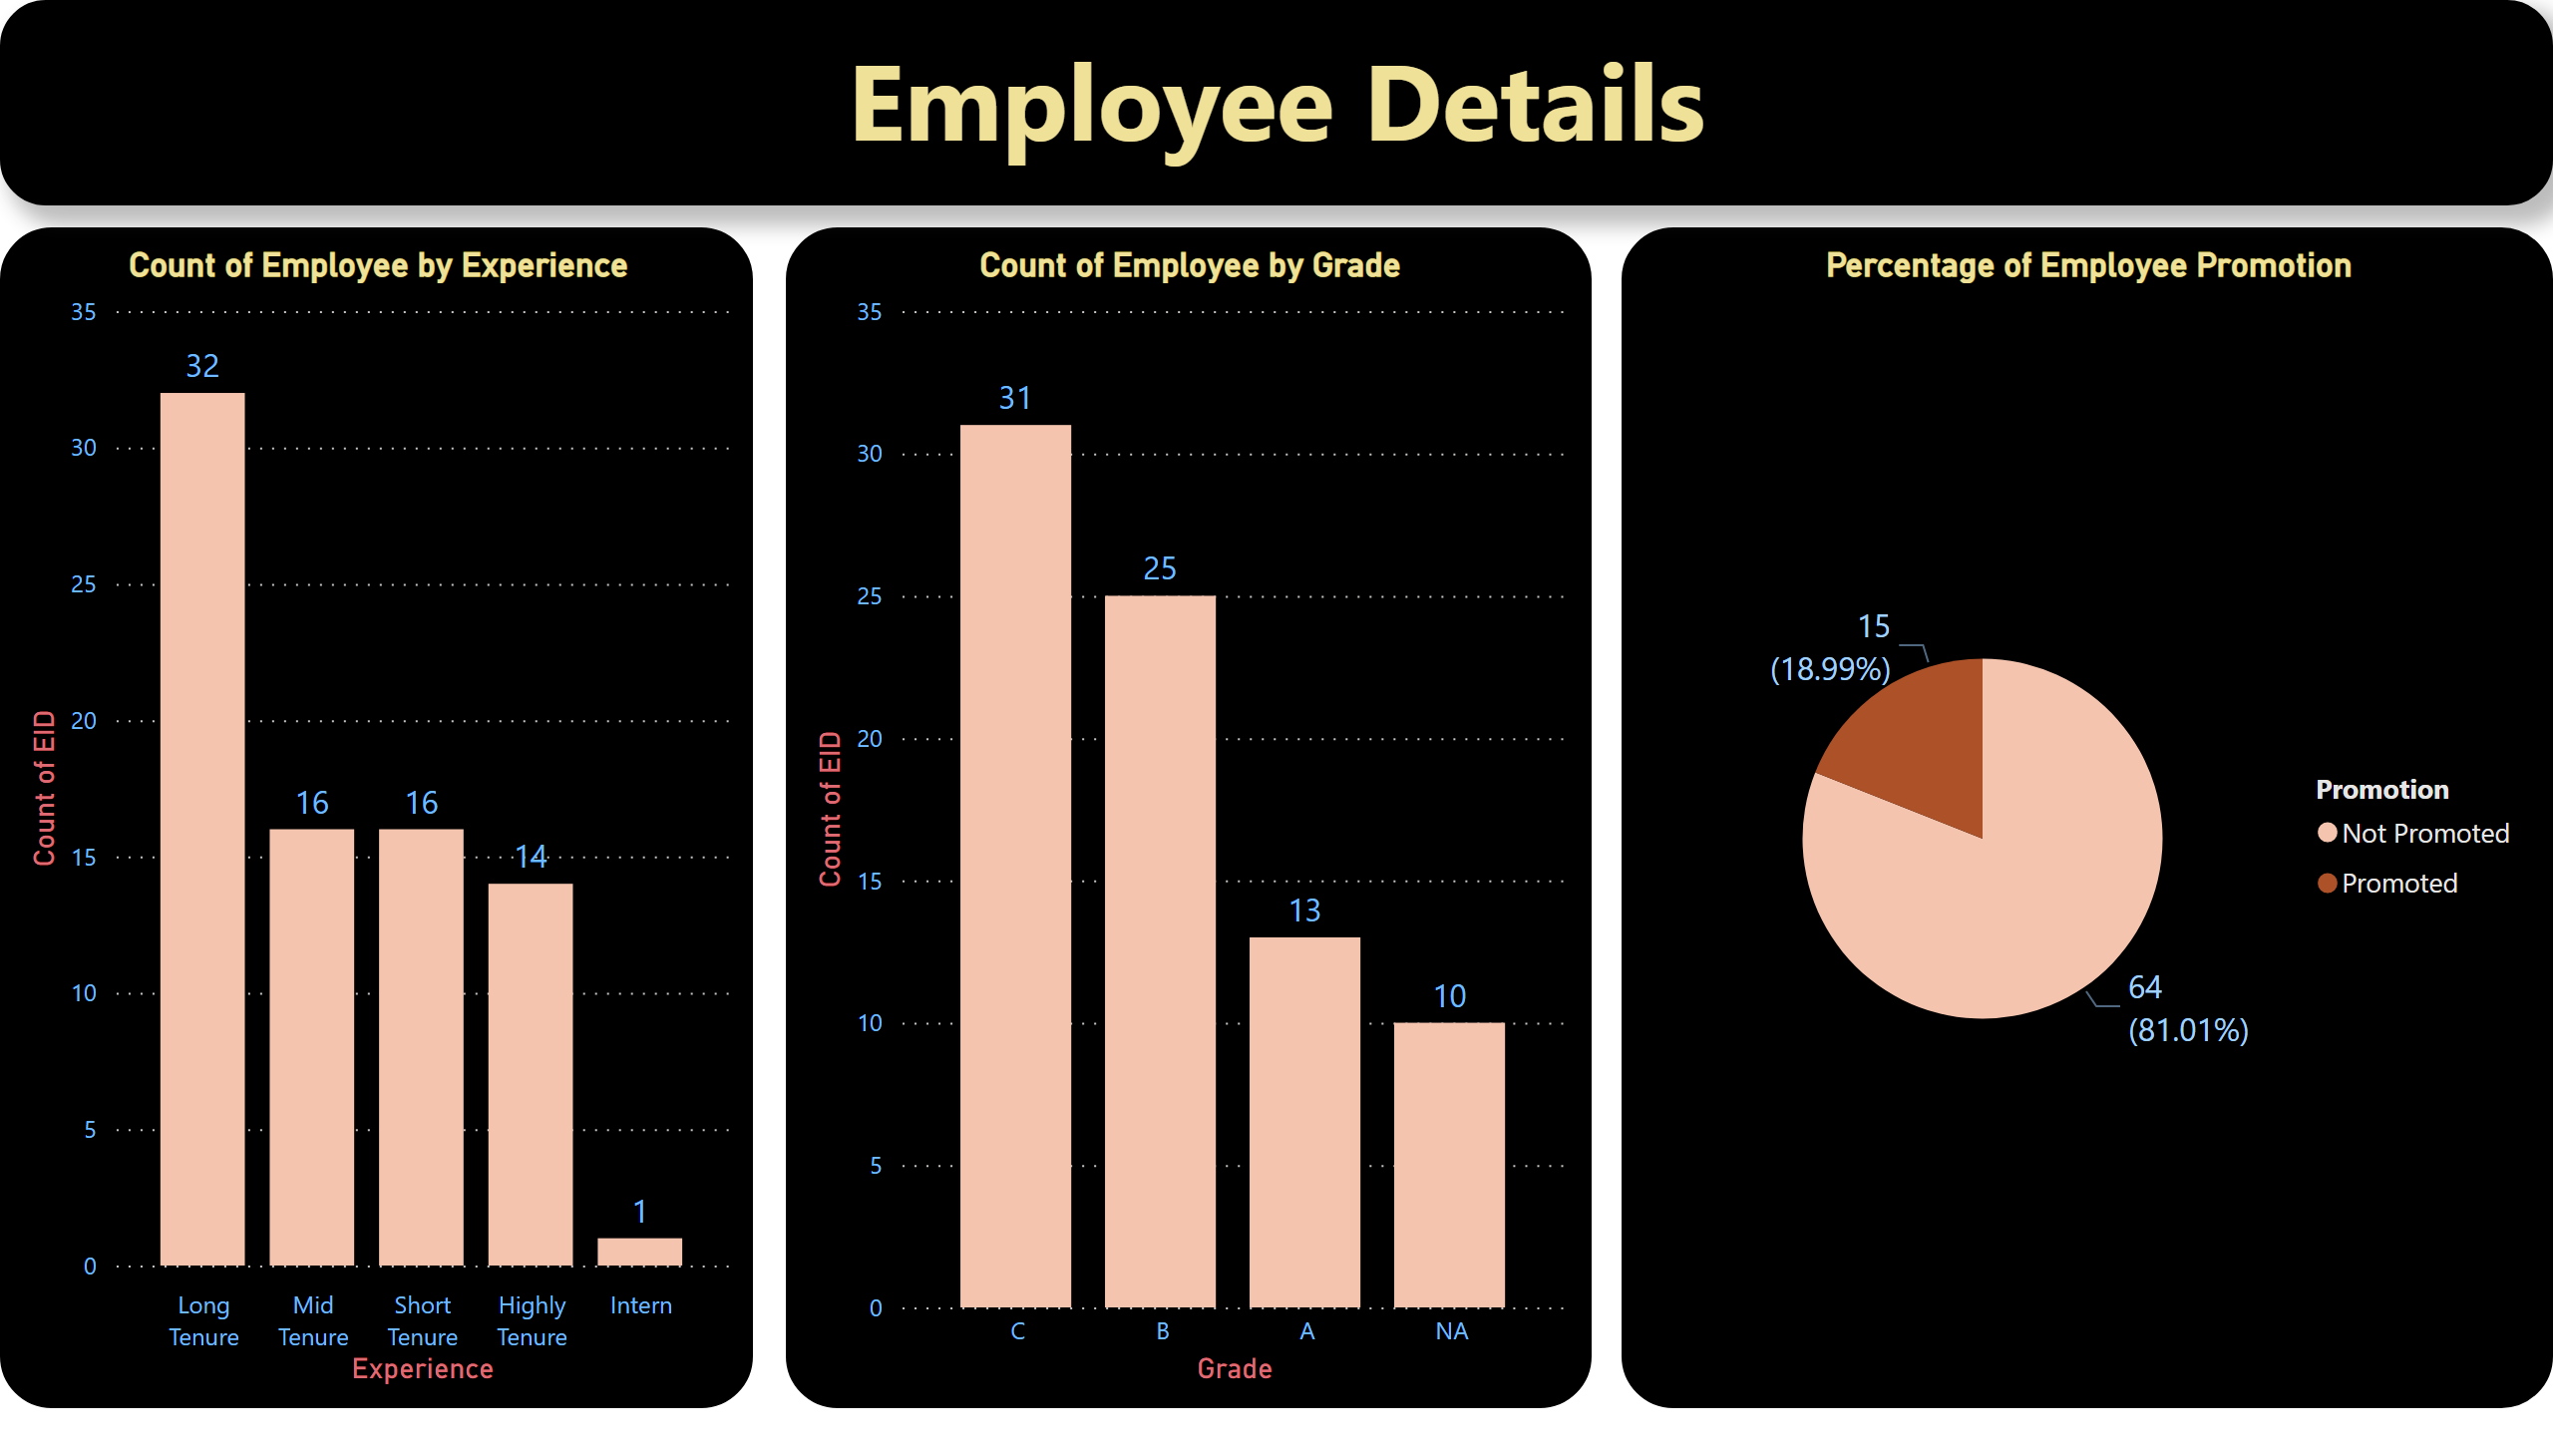 Employee Details
Count of Employee by Experience
35
30
25
20
15
10
5
0
Count of EID
32
16
16
14
1
Long
Tenure
Mid
Tenure
Short
Tenure
Highly
Tenure
Intern
Experience
Count of Employee by Grade
35
30
25
20
15
10
5
0
Count of EID
31
25
13
10
C
B
A
NA
Grade
Percentage of Employee Promotion
15
(18.99%)
64
(81.01%)
Promotion
Not Promoted
Promoted